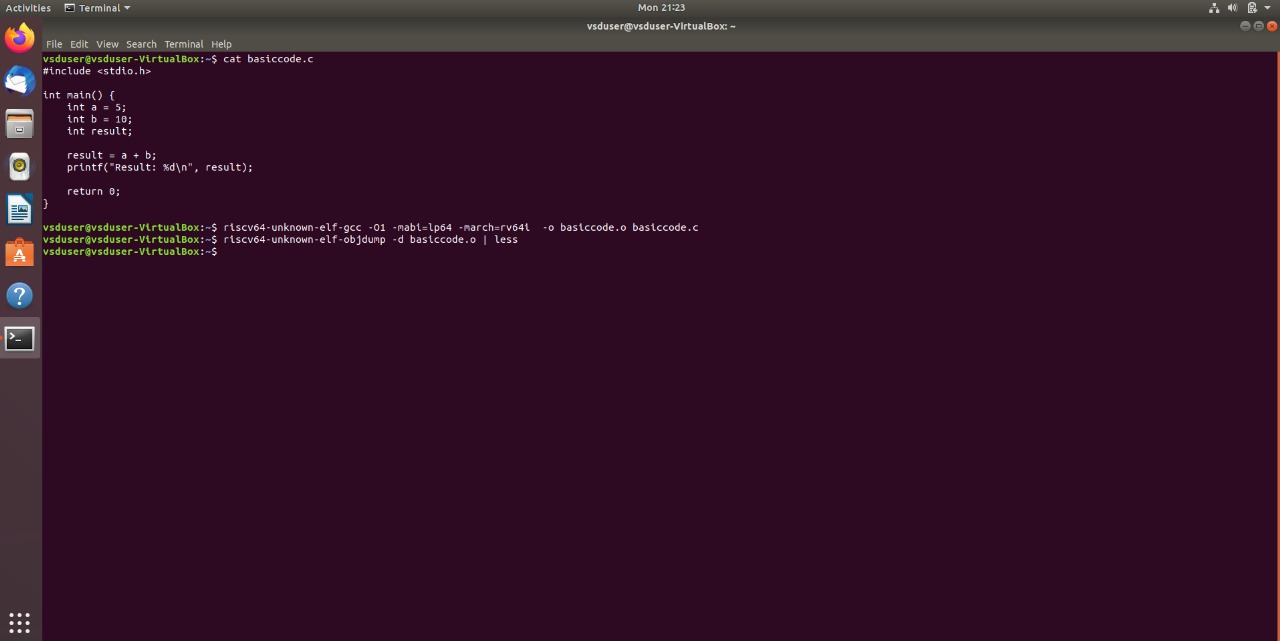 Activities Terminal Mon 21:23
vsduser@vsduser-VirtualBox: ~
File Edit View Search Terminal Help
vsduser@vsduser-VirtualBox:~$ cat basiccode.c
#include <stdio.h>
int main() {
    int a = 5;
    int b = 10;
    int result;
    result = a + b;
    printf("Result: %d\n", result);
    return 0;
}
vsduser@vsduser-VirtualBox:~$ riscv64-unknown-elf-gcc -O1 -mabi=lp64 -march=rv64i  -o basiccode.o basiccode.c
vsduser@vsduser-VirtualBox:~$ riscv64-unknown-elf-objdump -d basiccode.o | less
vsduser@vsduser-VirtualBox:~$